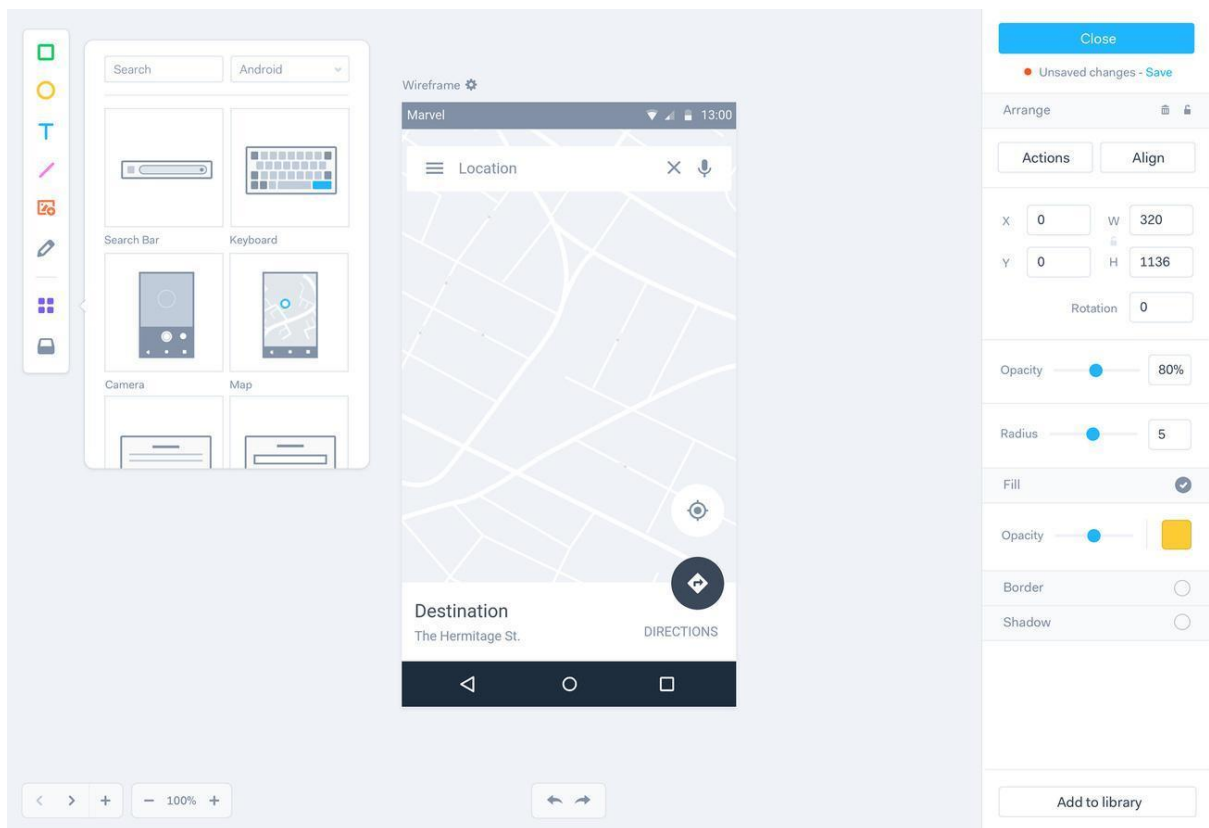 Search
Android
Search Bar
Keyboard
Camera
Map
Wireframe
Marvel
13:00
Location
Destination
The Hermitage St.
DIRECTIONS
100%
Close
Unsaved changes - Save
Arrange
Actions
Align
X 0 W 320
Y 0 H 1136
Rotation 0
Opacity 80%
Radius 5
Fill
Opacity
Border
Shadow
Add to library